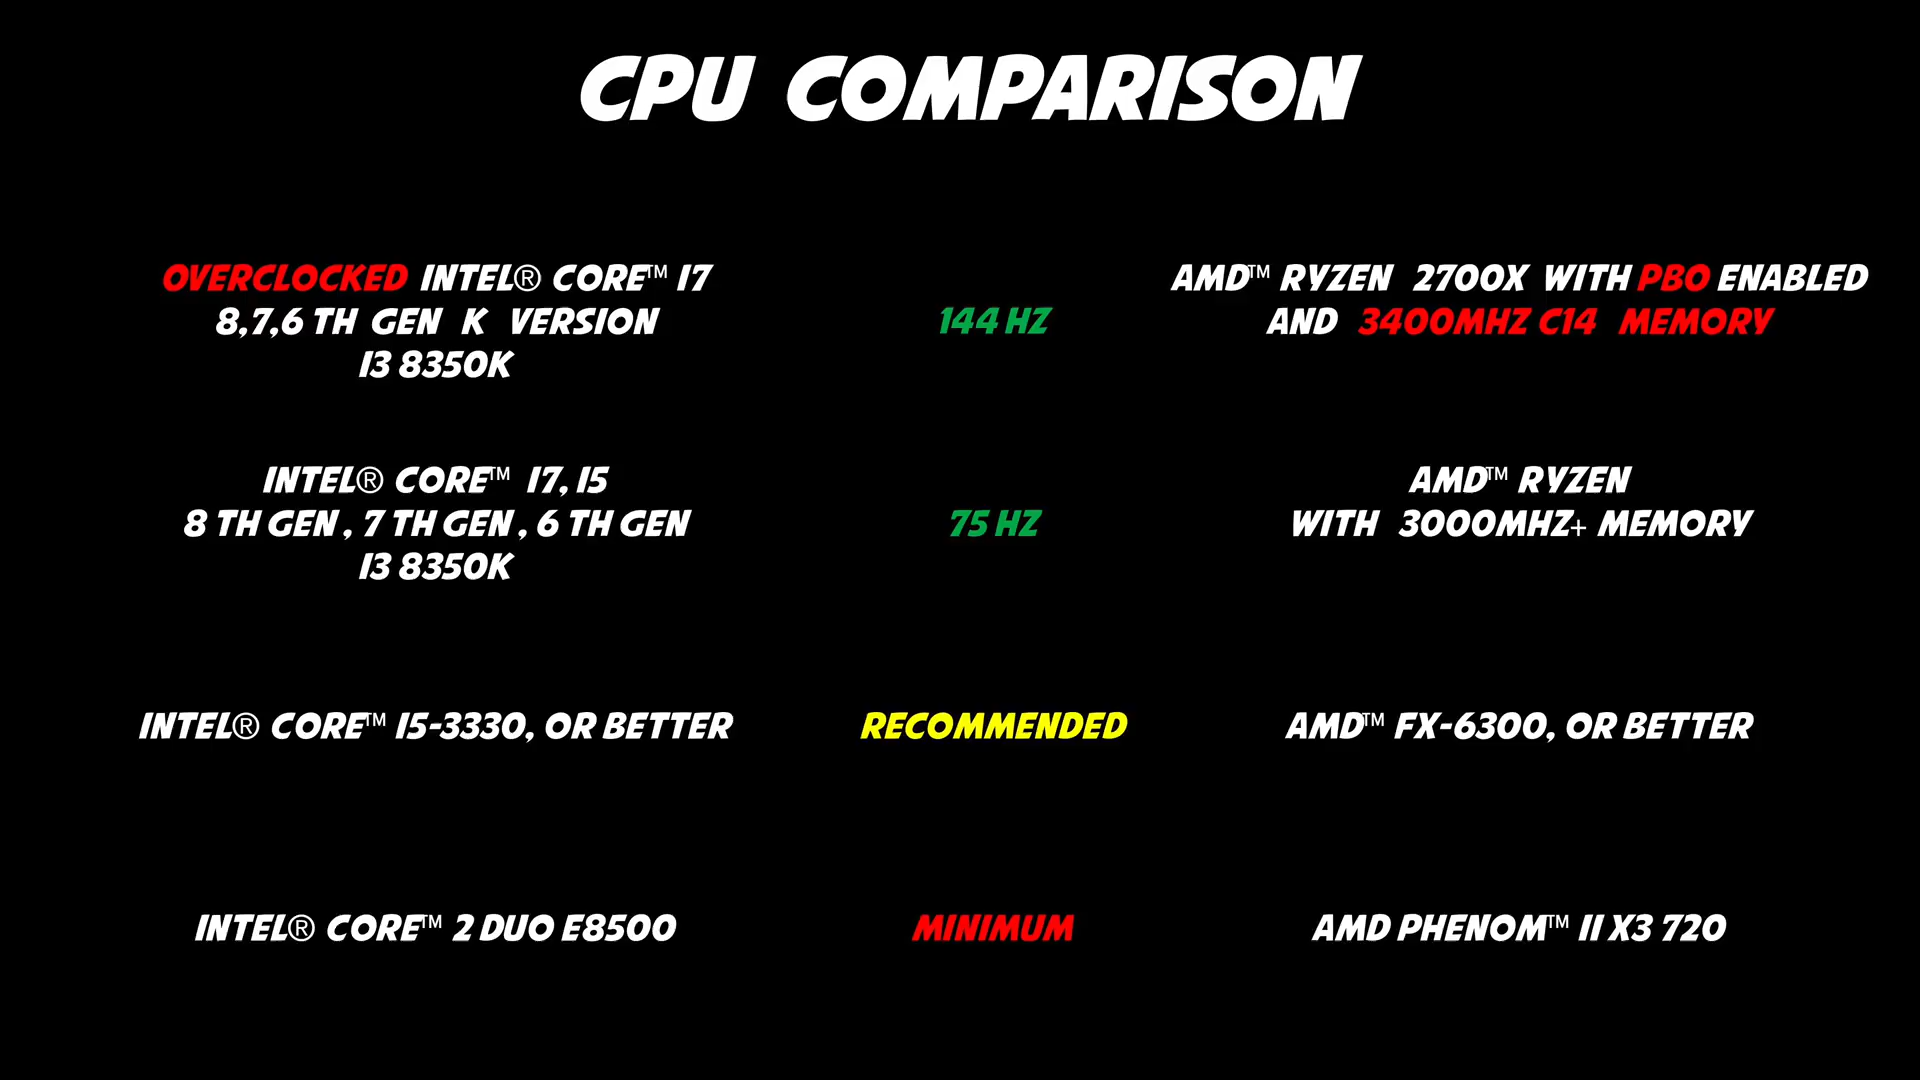 CPU COMPARISON
OVERCLOCKED INTEL® CORE™ I7
8,7,6 TH GEN K VERSION
I3 8350K
144 HZ
AMD™ RYZEN 2700X WITH PBO ENABLED
AND 3400MHZ C14 MEMORY
INTEL® CORE™ I7, I5
8 TH GEN , 7 TH GEN , 6 TH GEN
I3 8350K
75 HZ
AMD™ RYZEN
WITH 3000MHZ+ MEMORY
INTEL® CORE™ I5-3330, OR BETTER
RECOMMENDED
AMD™ FX-6300, OR BETTER
INTEL® CORE™ 2 DUO E8500
MINIMUM
AMD PHENOM™ II X3 720